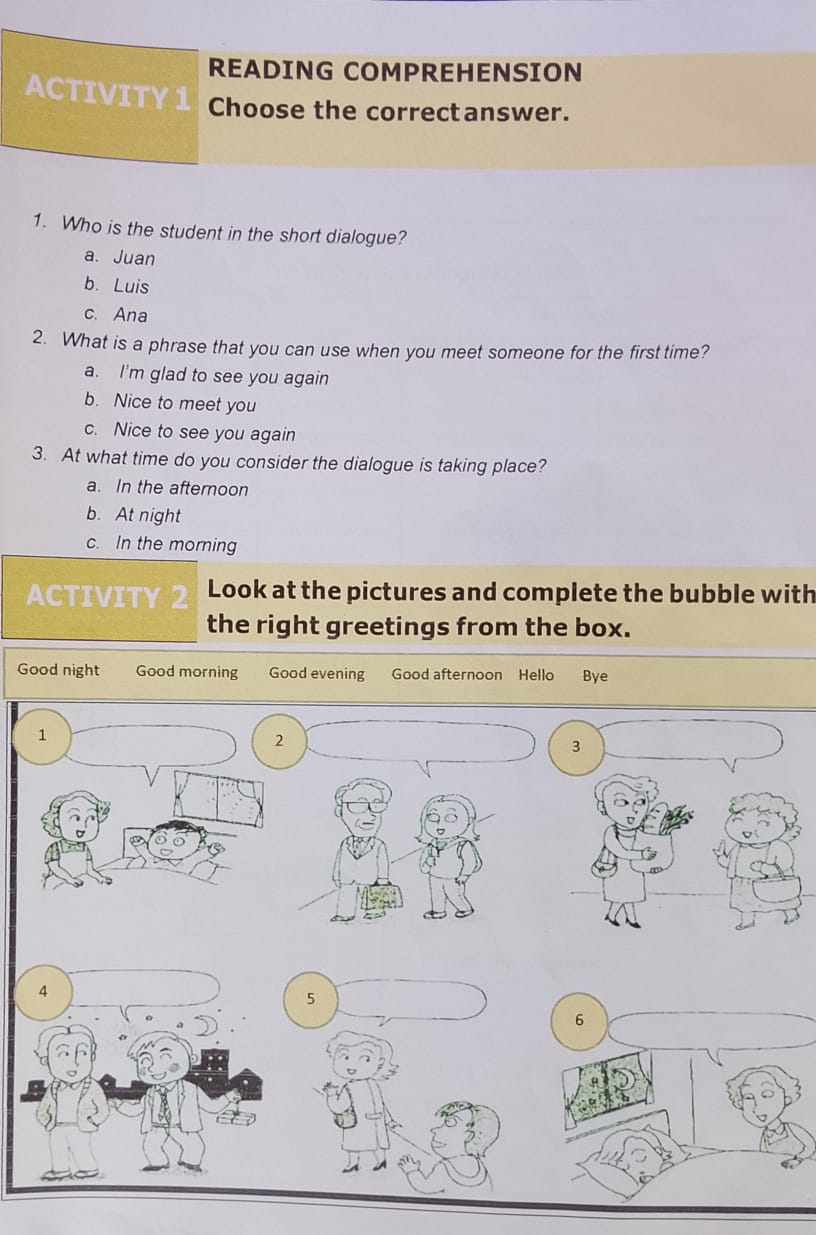 ACTIVITY 1
READING COMPREHENSION
Choose the correct answer.
1. Who is the student in the short dialogue?
a. Juan
b. Luis
c. Ana
2. What is a phrase that you can use when you meet someone for the first time?
a. I'm glad to see you again
b. Nice to meet you
c. Nice to see you again
3. At what time do you consider the dialogue is taking place?
a. In the afternoon
b. At night
c. In the morning
ACTIVITY 2
Look at the pictures and complete the bubble with
the right greetings from the box.
Good night Good morning Good evening Good afternoon Hello Bye
1
2
3
4
5
6